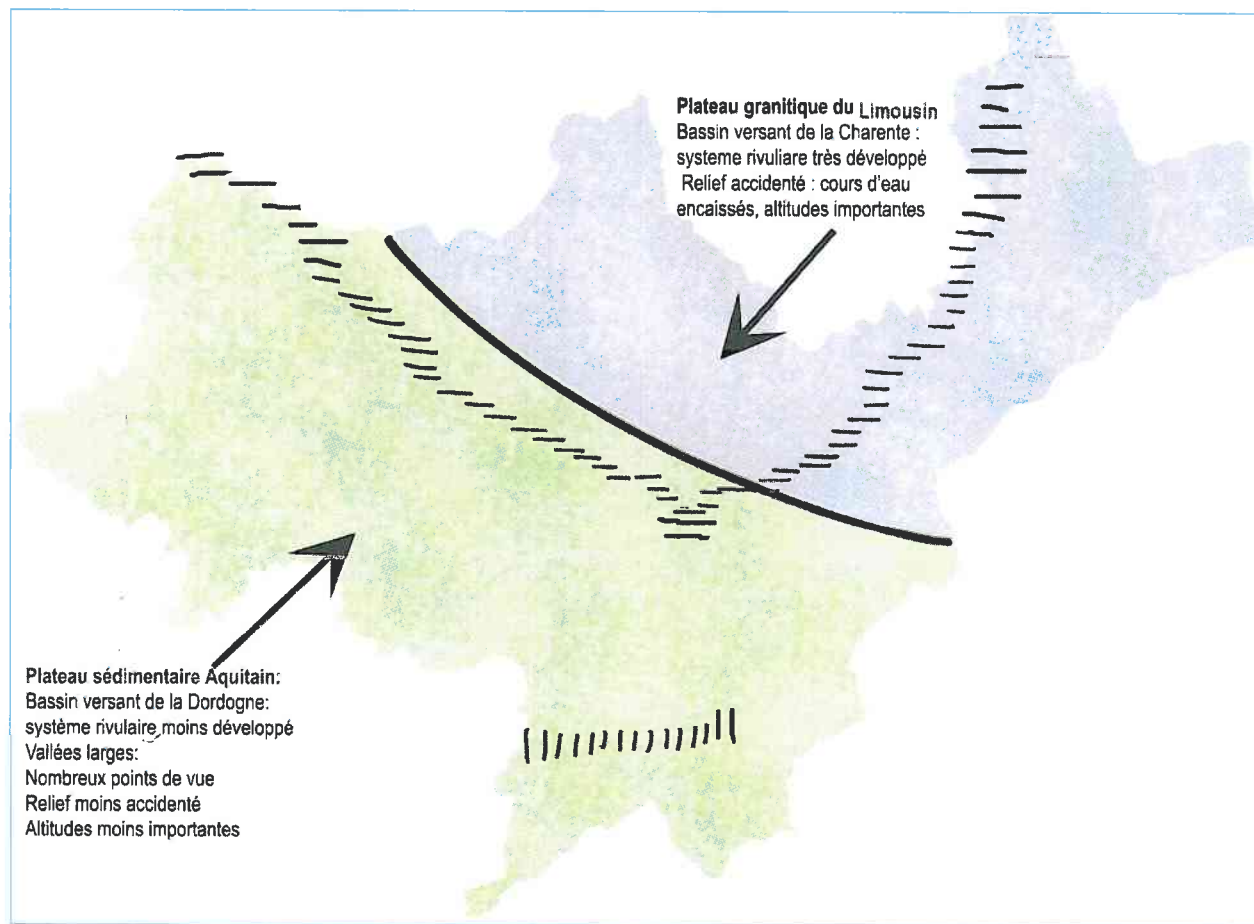 Plateau granitique du Limousin
Bassin versant de la Charente :
systeme rivuliare très développé
Relief accidenté : cours d'eau
encaissés, altitudes importantes
Plateau sédimentaire Aquitain:
Bassin versant de la Dordogne:
système rivulaire moins développé
Vallées larges:
Nombreux points de vue
Relief moins accidenté
Altitudes moins importantes